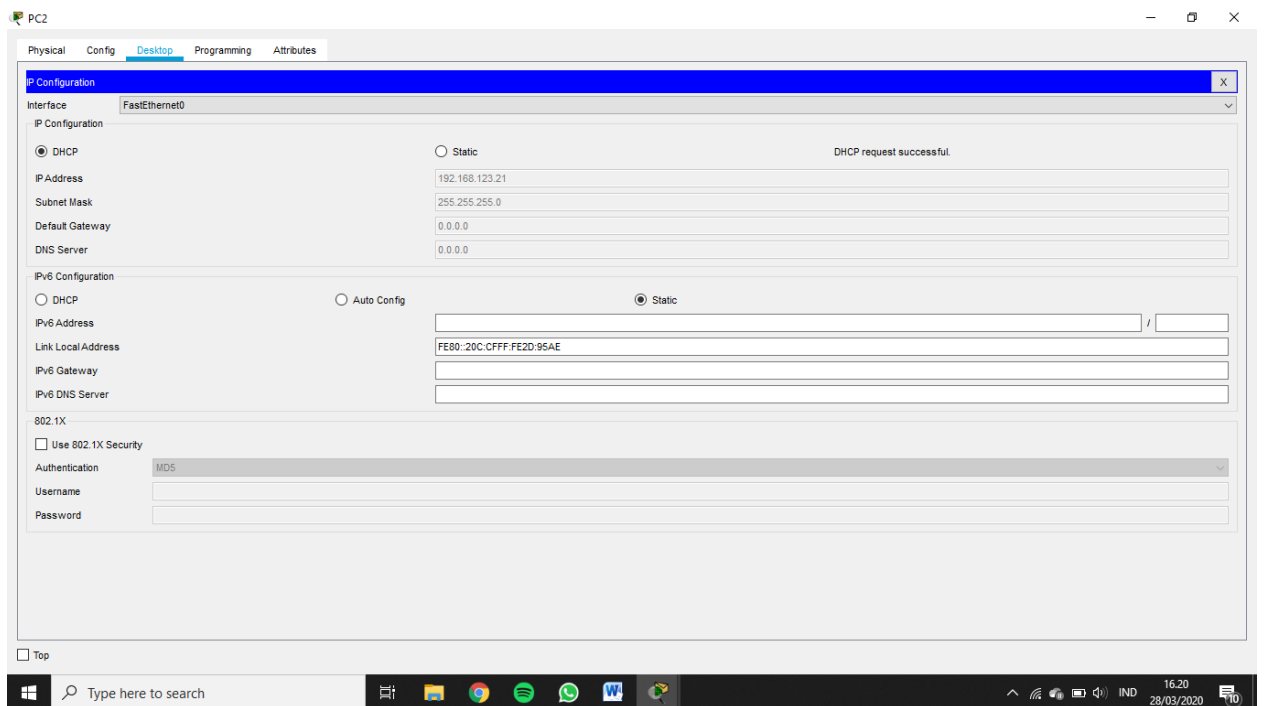 PC2
Physical Config Desktop Programming Attributes
IP Configuration X
Interface FastEthernet0
IP Configuration
DHCP Static DHCP request successful.
IP Address 192.168.123.21
Subnet Mask 255.255.255.0
Default Gateway 0.0.0.0
DNS Server 0.0.0.0
IPv6 Configuration
DHCP Auto Config Static
IPv6 Address /
Link Local Address FE80::20C:CFFF:FE2D:95AE
IPv6 Gateway
IPv6 DNS Server
802.1X
Use 802.1X Security
Authentication MD5
Username
Password
Top
Type here to search W IND 16.20
28/03/2020 10